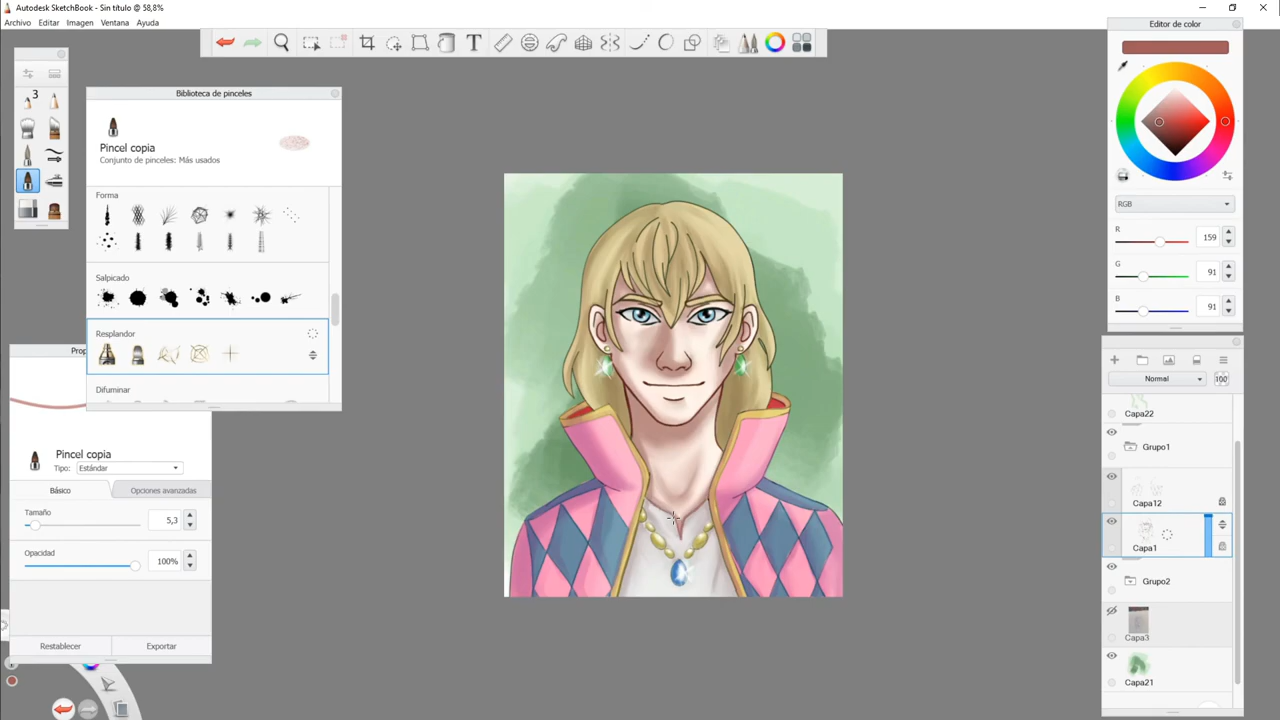 Autodesk SketchBook - Sin título @ 58,8%
Archivo Editar Imagen Ventana Ayuda
3
Biblioteca de pinceles
Pincel copia
Conjunto de pinceles: Más usados
Forma
Salpicado
Resplandor
Difuminar
Prop
Pincel copia
Tipo: Estándar
Básico Opciones avanzadas
Tamaño
5,3
Opacidad
100%
Restablecer Exportar
Editor de color
RGB
R 159
G 91
B 91
Normal 100
Capa22
Grupo1
Capa12
Capa1
Grupo2
Capa3
Capa21